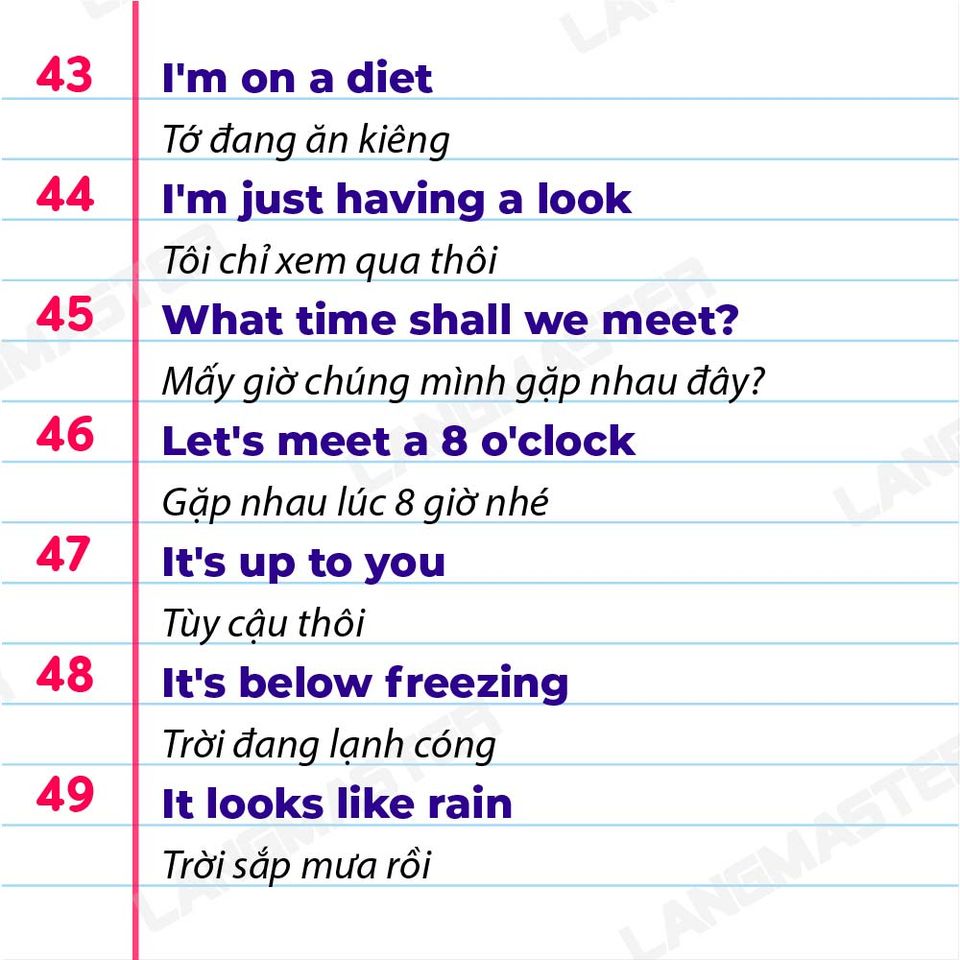 43 I'm on a diet
Tớ đang ăn kiêng
44 I'm just having a look
Tôi chỉ xem qua thôi
45 What time shall we meet?
Mấy giờ chúng mình gặp nhau đây?
46 Let's meet a 8 o'clock
Gặp nhau lúc 8 giờ nhé
47 It's up to you
Tùy cậu thôi
48 It's below freezing
Trời đang lạnh cóng
49 It looks like rain
Trời sắp mưa rồi
LANGMASTER